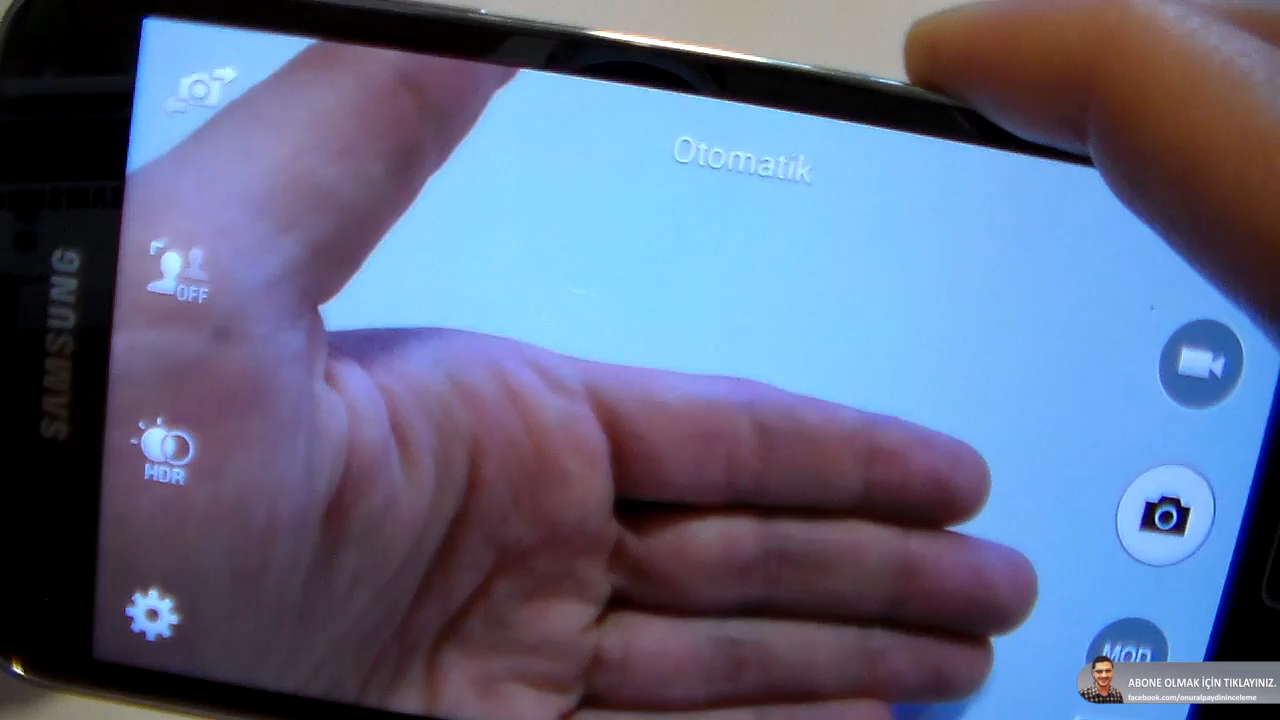 Otomatik
SAMSUNG
OFF
HDR
MOD
ABONE OLMAK İÇİN TIKLAYINIZ.
facebook.com/onuralpaydininceleme